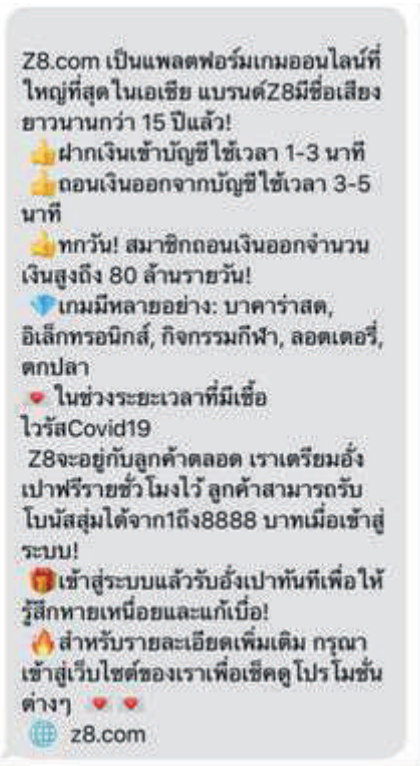 Z8.com เป็นแพลตฟอร์มเกมออนไลน์ที่
ใหญ่ที่สุดในเอเชีย แบรนด์Z8มีชื่อเสียง
ยาวนานกว่า 15 ปีแล้ว!
👍ฝากเงินเข้าบัญชีใช้เวลา 1-3 นาที
👍ถอนเงินออกจากบัญชีใช้เวลา 3-5
นาที
👍ทุกวัน! สมาชิกถอนเงินออกจำนวน
เงินสูงถึง 80 ล้านรายวัน!
💎เกมมีหลายอย่าง: บาคาร่าสด,
อิเล็กทรอนิกส์, กิจกรรมกีฬา, ลอตเตอรี่,
ตกปลา
💌 ในช่วงระยะเวลาที่มีเชื้อ
ไวรัสCovid19
Z8จะอยู่กับลูกค้าตลอด เราเตรียมอั่ง
เปาฟรีรายชั่วโมงไว้ ลูกค้าสามารถรับ
โบนัสสุ่มได้จาก1ถึง8888 บาทเมื่อเข้าสู่
ระบบ!
🎁เข้าสู่ระบบแล้วรับอั่งเปาทันทีเพื่อให้
รู้สึกหายเหนื่อยและแก้เบื่อ!
🔥สำหรับรายละเอียดเพิ่มเติม กรุณา
เข้าสู่เว็บไซต์ของเราเพื่อเช็คดูโปรโมชั่น
ต่างๆ 💌 💌
🌐 z8.com